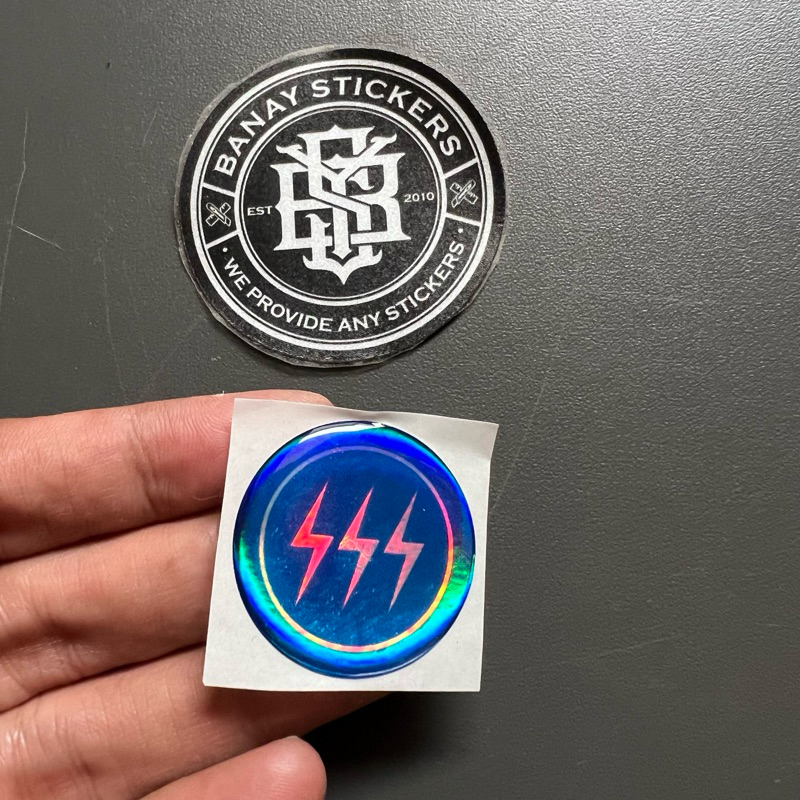 BANAY STICKERS
EST 2010
• WE PROVIDE ANY STICKERS •